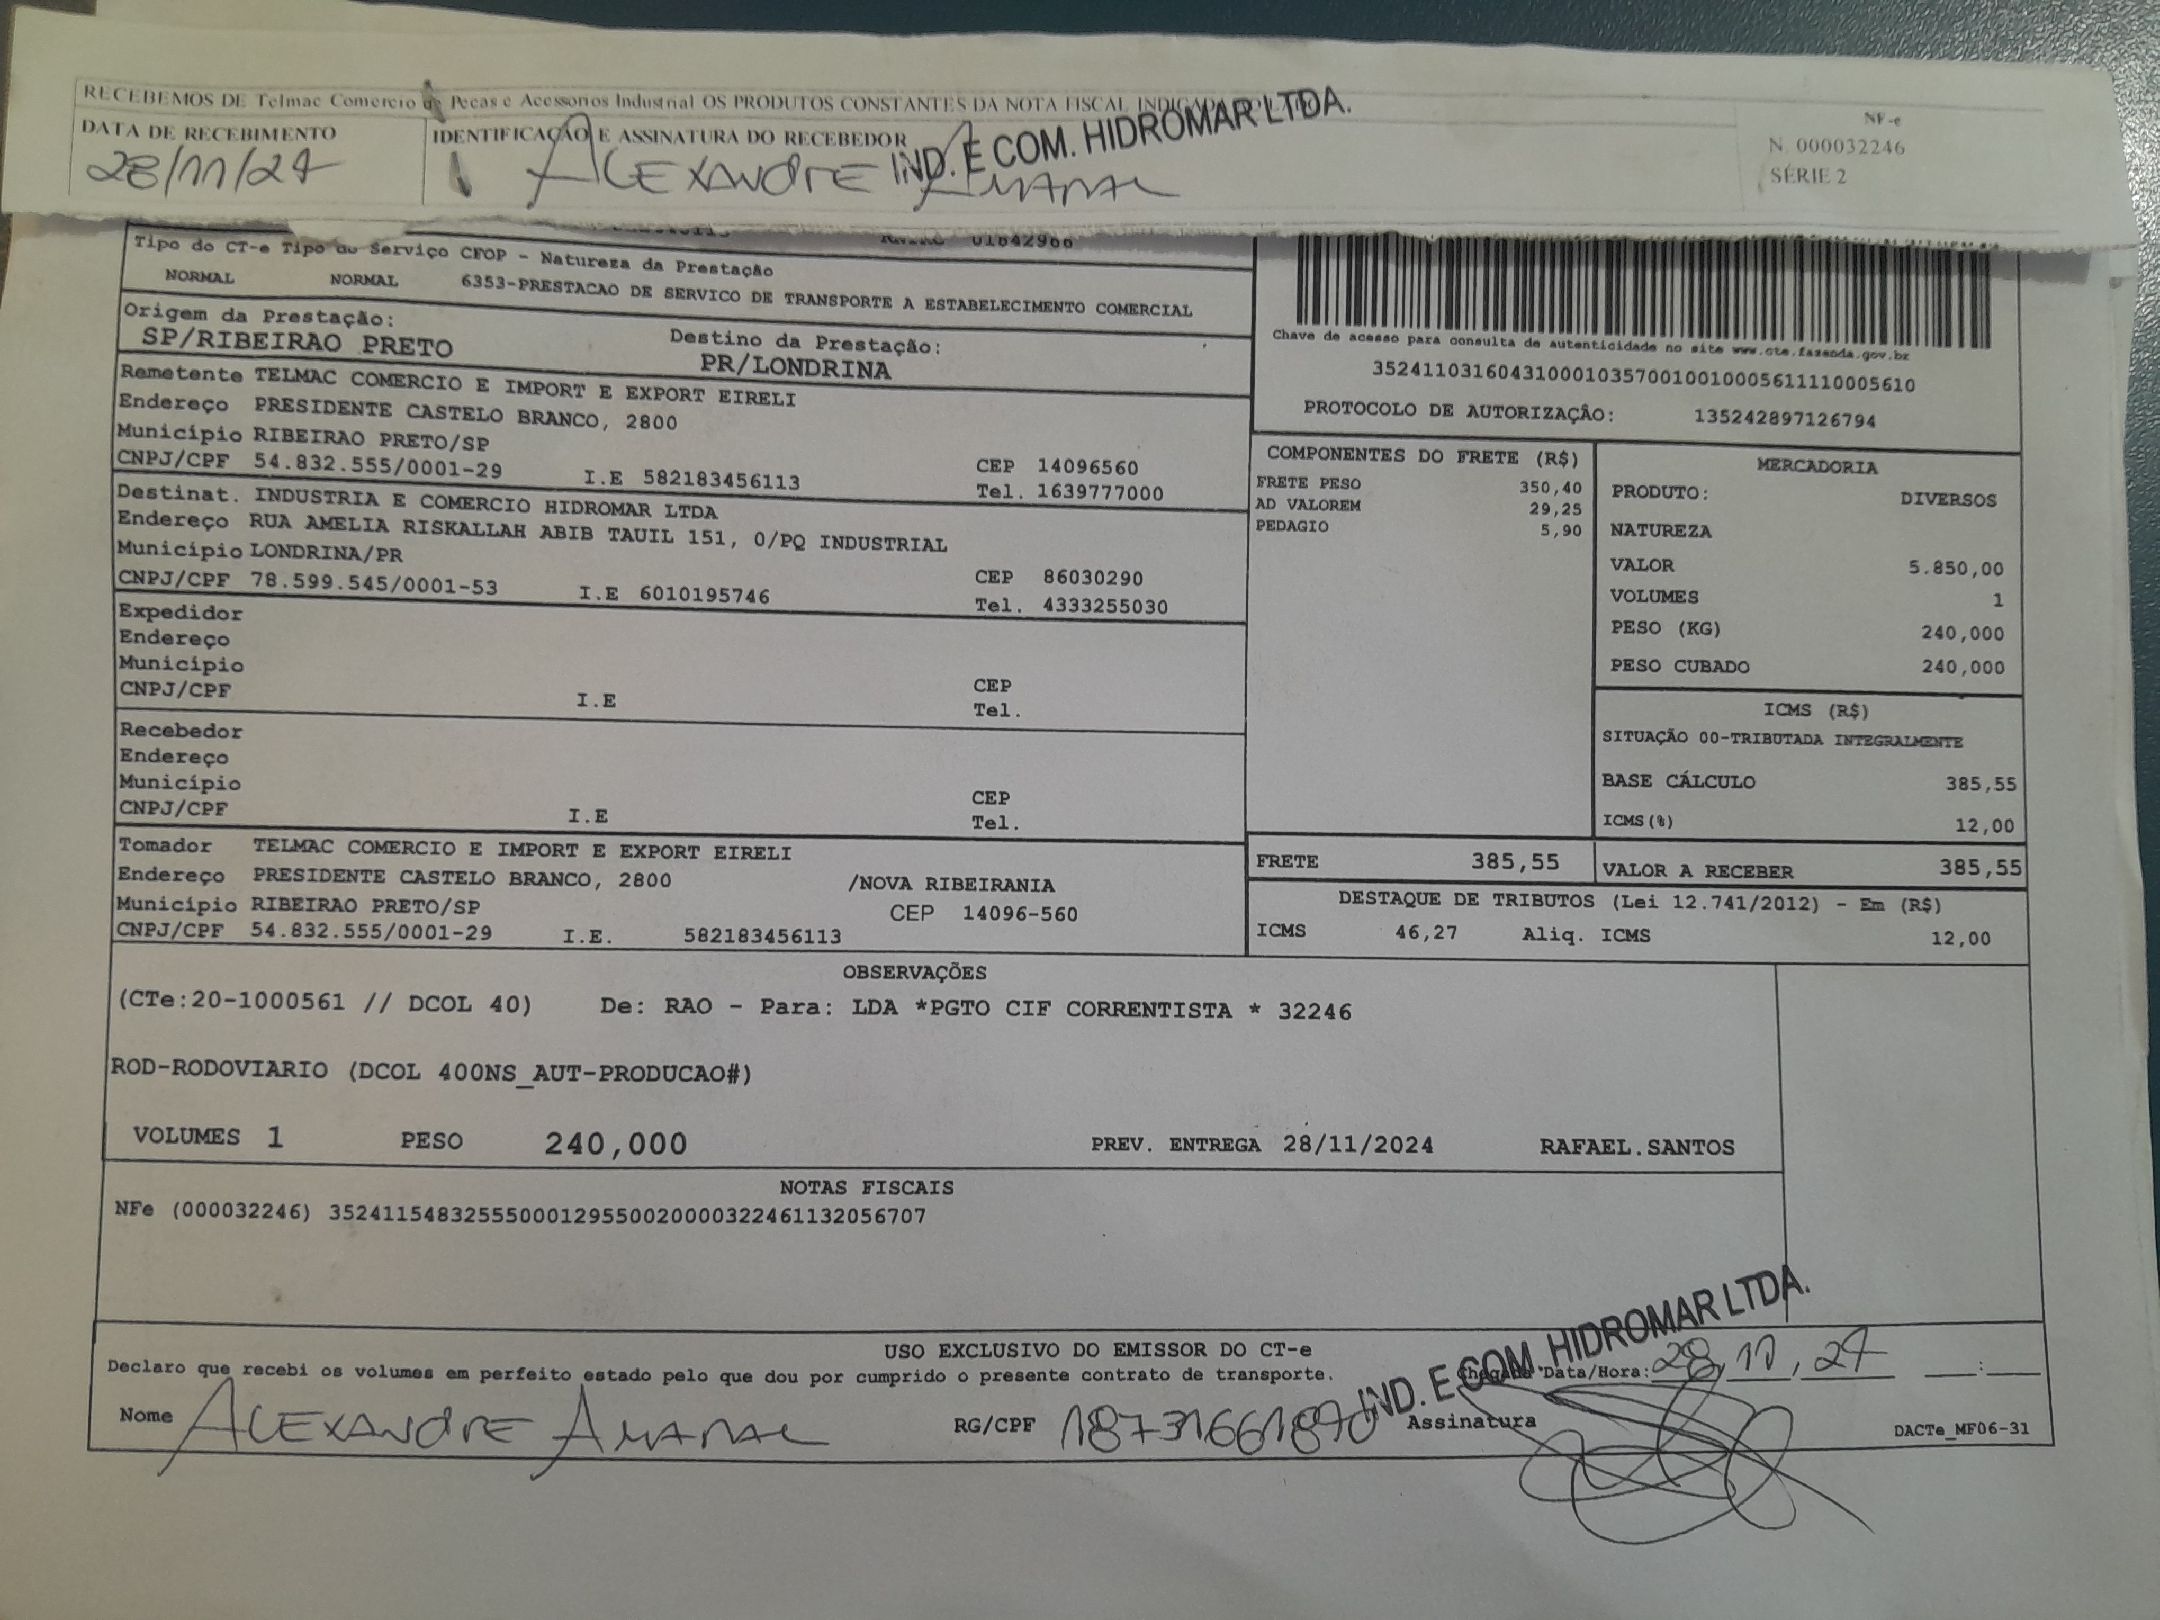 RECEBEMOS DE Telmac Comercio de Pecas e Acessorios Industrial OS PRODUTOS CONSTANTES DA NOTA FISCAL INDICADA
IND. E COM. HIDROMAR LTDA.
DATA DE RECEBIMENTO IDENTIFICAÇÃO E ASSINATURA DO RECEBEDOR
28/11/24 ALEXANDRE AMARAL
NF-e
N. 000032246
SÉRIE 2
01642966
Tipo do CT-e Tipo do Serviço CFOP - Natureza da Prestação
NORMAL NORMAL 6353-PRESTACAO DE SERVICO DE TRANSPORTE A ESTABELECIMENTO COMERCIAL
Origem da Prestação: Destino da Prestação:
SP/RIBEIRAO PRETO PR/LONDRINA
Remetente TELMAC COMERCIO E IMPORT E EXPORT EIRELI
Endereço PRESIDENTE CASTELO BRANCO, 2800
Município RIBEIRAO PRETO/SP CEP 14096560
CNPJ/CPF 54.832.555/0001-29 I.E 582183456113 Tel. 1639777000
Destinat. INDUSTRIA E COMERCIO HIDROMAR LTDA
Endereço RUA AMELIA RISKALLAH ABIB TAUIL 151, 0/PQ INDUSTRIAL
Município LONDRINA/PR CEP 86030290
CNPJ/CPF 78.599.545/0001-53 I.E 6010195746 Tel. 4333255030
Expedidor
Endereço
Município CEP
CNPJ/CPF I.E Tel.
Recebedor
Endereço
Município CEP
CNPJ/CPF I.E Tel.
Tomador TELMAC COMERCIO E IMPORT E EXPORT EIRELI
Endereço PRESIDENTE CASTELO BRANCO, 2800 /NOVA RIBEIRANIA
Município RIBEIRAO PRETO/SP CEP 14096-560
CNPJ/CPF 54.832.555/0001-29 I.E. 582183456113
Chave de acesso para consulta de autenticidade no site www.cte.fazenda.gov.br
35241103160431000103570010010005611110005610
PROTOCOLO DE AUTORIZAÇÃO: 135242897126794
COMPONENTES DO FRETE (R$)
FRETE PESO 350,40
AD VALOREM 29,25
PEDAGIO 5,90
MERCADORIA
PRODUTO: DIVERSOS
NATUREZA
VALOR 5.850,00
VOLUMES 1
PESO (KG) 240,000
PESO CUBADO 240,000
ICMS (R$)
SITUAÇÃO 00-TRIBUTADA INTEGRALMENTE
BASE CÁLCULO 385,55
ICMS(%) 12,00
FRETE 385,55 VALOR A RECEBER 385,55
DESTAQUE DE TRIBUTOS (Lei 12.741/2012) - Em (R$)
ICMS 46,27 Aliq. ICMS 12,00
OBSERVAÇÕES
(CTe:20-1000561 // DCOL 40) De: RAO - Para: LDA *PGTO CIF CORRENTISTA * 32246
ROD-RODOVIARIO (DCOL 400NS_AUT-PRODUCAO#)
VOLUMES 1 PESO 240,000 PREV. ENTREGA 28/11/2024 RAFAEL.SANTOS
NOTAS FISCAIS
NFe (000032246) 35241154832555000129550020000322461132056707
IND. E COM. HIDROMAR LTDA.
USO EXCLUSIVO DO EMISSOR DO CT-e
Declaro que recebi os volumes em perfeito estado pelo que dou por cumprido o presente contrato de transporte. Chegada Data/Hora: 28, 11, 24 :
Nome ALEXANDRE AMARAL RG/CPF 18731661890 Assinatura
DACTe_MF06-31